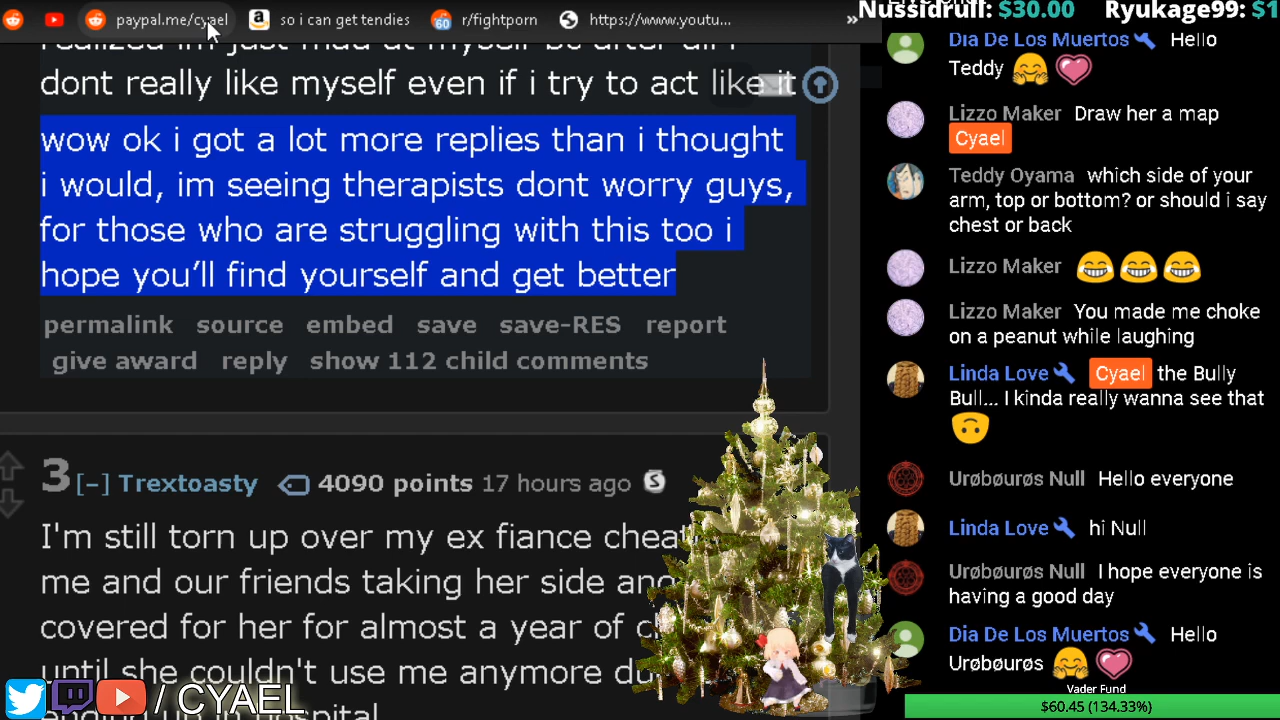 paypal.me/cyael so i can get tendies r/fightporn https://www.youtu... »
Nussidrull: $30.00 Ryukage99: $1
dont really like myself even if i try to act like it
wow ok i got a lot more replies than i thought
i would, im seeing therapists dont worry guys,
for those who are struggling with this too i
hope you’ll find yourself and get better
permalink source embed save save-RES report
give award reply show 112 child comments
3 [–] Trextoasty 4090 points 17 hours ago S
I'm still torn up over my ex fiance
me and our friends taking her side
covered for her for almost a year of
until she couldn't use me anymore
/ CYAEL
Dia De Los Muertos Hello
Teddy
Lizzo Maker Draw her a map
Cyael
Teddy Oyama which side of your
arm, top or bottom? or should i say
chest or back
Lizzo Maker
Lizzo Maker You made me choke
on a peanut while laughing
Linda Love Cyael the Bully
Bull... I kinda really wanna see that
Urøbøurøs Null Hello everyone
Linda Love hi Null
Urøbøurøs Null I hope everyone is
having a good day
Dia De Los Muertos Hello
Urøbøurøs
Vader Fund
$60.45 (134.33%)